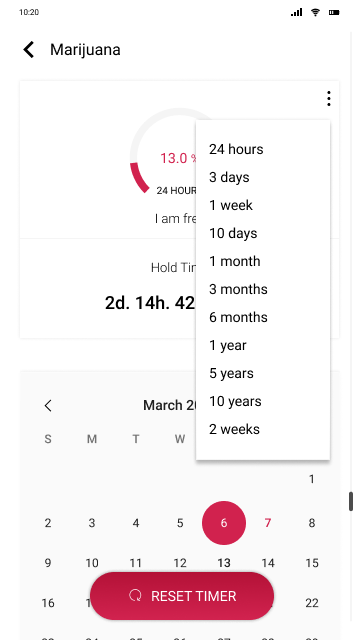 10:20
Marijuana
13.0 %
24 HOUR
I am fre
Hold Tim
2d. 14h. 42
24 hours
3 days
1 week
10 days
1 month
3 months
6 months
1 year
5 years
10 years
2 weeks
March 20
S M T W
1
2 3 4 5 6 7 8
9 10 11 12 13 14 15
16 22
RESET TIMER